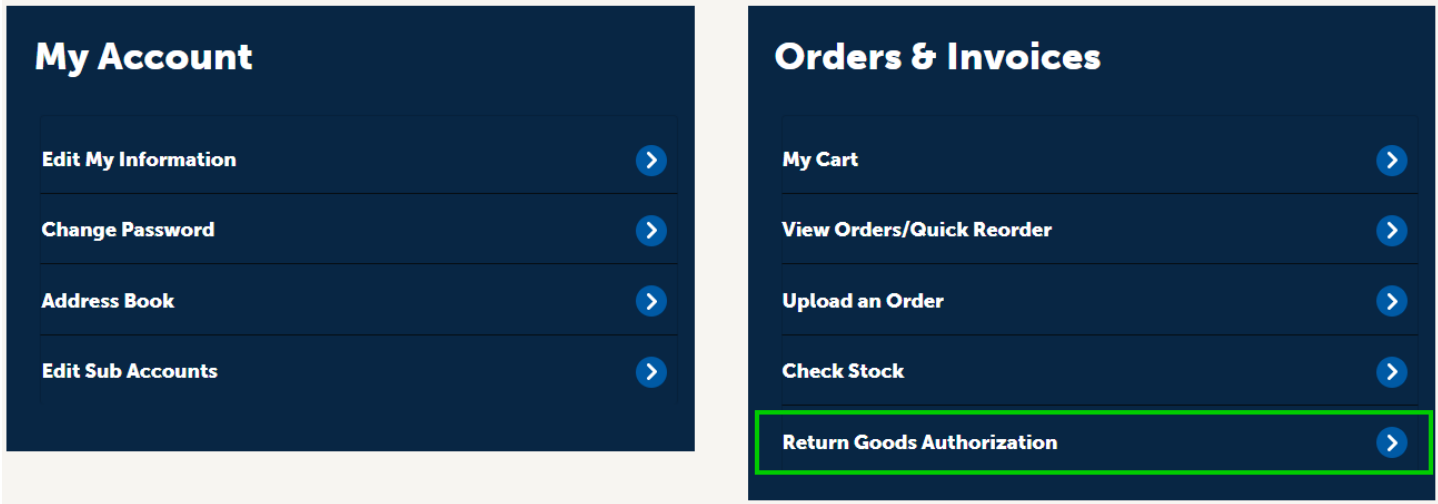 My Account
Edit My Information
Change Password
Address Book
Edit Sub Accounts
Orders & Invoices
My Cart
View Orders/Quick Reorder
Upload an Order
Check Stock
Return Goods Authorization